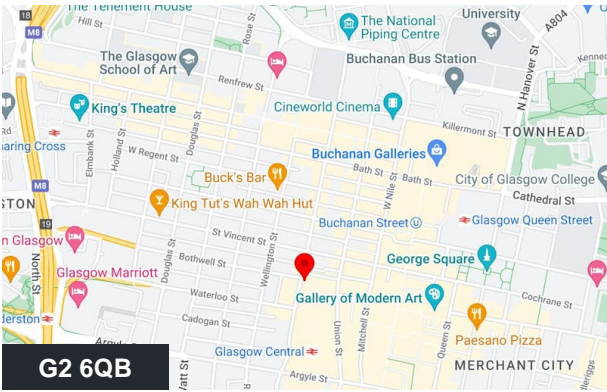 The Tenement House
18
Hill St
Rose St
M8
The Glasgow
School of Art
Renfrew St
The National
Piping Centre
University
A804
Buchanan Bus Station
N Hanover St
King's Theatre
Cineworld Cinema
Killermont St
TOWNHEAD
Elmbank St
Holland St
Douglas St
W Regent St
aring Cross
Buchanan Galleries
Bath St
Bath St
Buck's Bar
W Nile St
City of Glasgow College
Cathedral St
M8
King Tut's Wah Wah Hut
STON
19
Buchanan Street
Glasgow Queen Street
St Vincent St
n Glasgow
North St
Glasgow Marriott
Douglas St
Bothwell St
Wellington St
George Square
Waterloo St
Gallery of Modern Art
Cochrane St
derston
Cadogan St
Union St
Mitchell St
Queen St
Paesano Pizza
Argyle St
Glasgow Central
MERCHANT CITY
G2 6QB
att St
Argyle St